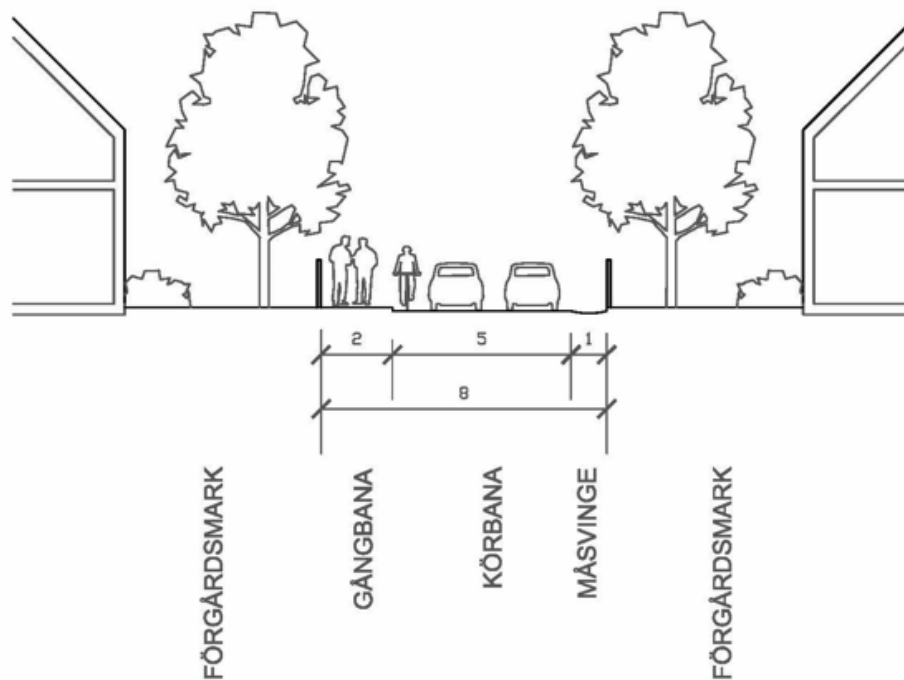 2
5
1
8
FÖRGÅRDSMARK
GÅNGBANA
KÖRBANA
MÅSVINGE
FÖRGÅRDSMARK